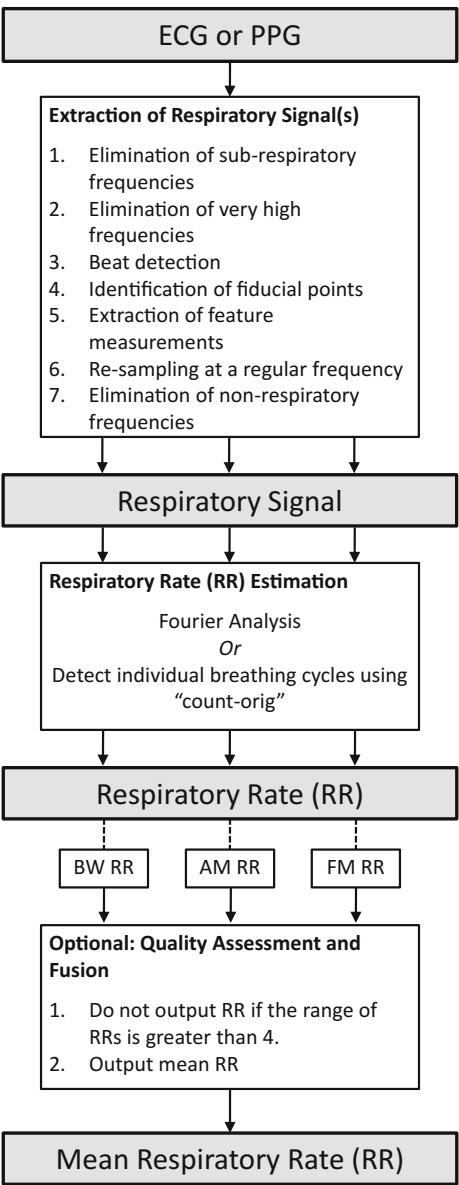 ECG or PPG
Extraction of Respiratory Signal(s)
1. Elimination of sub-respiratory
frequencies
2. Elimination of very high
frequencies
3. Beat detection
4. Identification of fiducial points
5. Extraction of feature
measurements
6. Re-sampling at a regular frequency
7. Elimination of non-respiratory
frequencies
Respiratory Signal
Respiratory Rate (RR) Estimation
Fourier Analysis
Or
Detect individual breathing cycles using
“count-orig”
Respiratory Rate (RR)
BW RR AM RR FM RR
Optional: Quality Assessment and
Fusion
1. Do not output RR if the range of
RRs is greater than 4.
2. Output mean RR
Mean Respiratory Rate (RR)